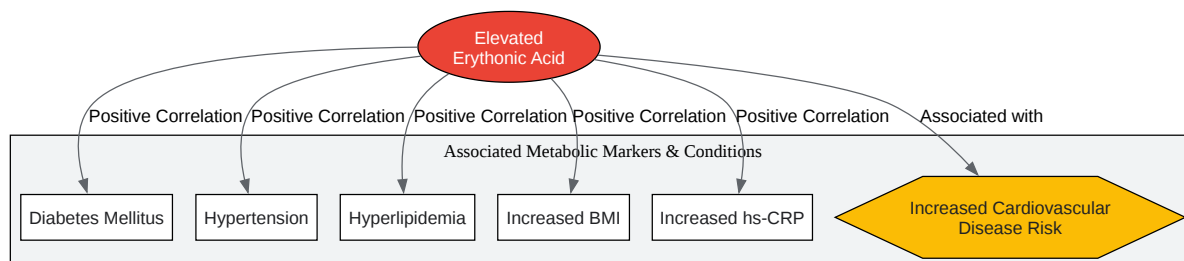 Elevated
Erythonic Acid
Positive Correlation
Positive Correlation
Positive Correlation
Positive Correlation
Positive Correlation
Associated with
Associated Metabolic Markers & Conditions
Diabetes Mellitus
Hypertension
Hyperlipidemia
Increased BMI
Increased hs-CRP
Increased Cardiovascular
Disease Risk